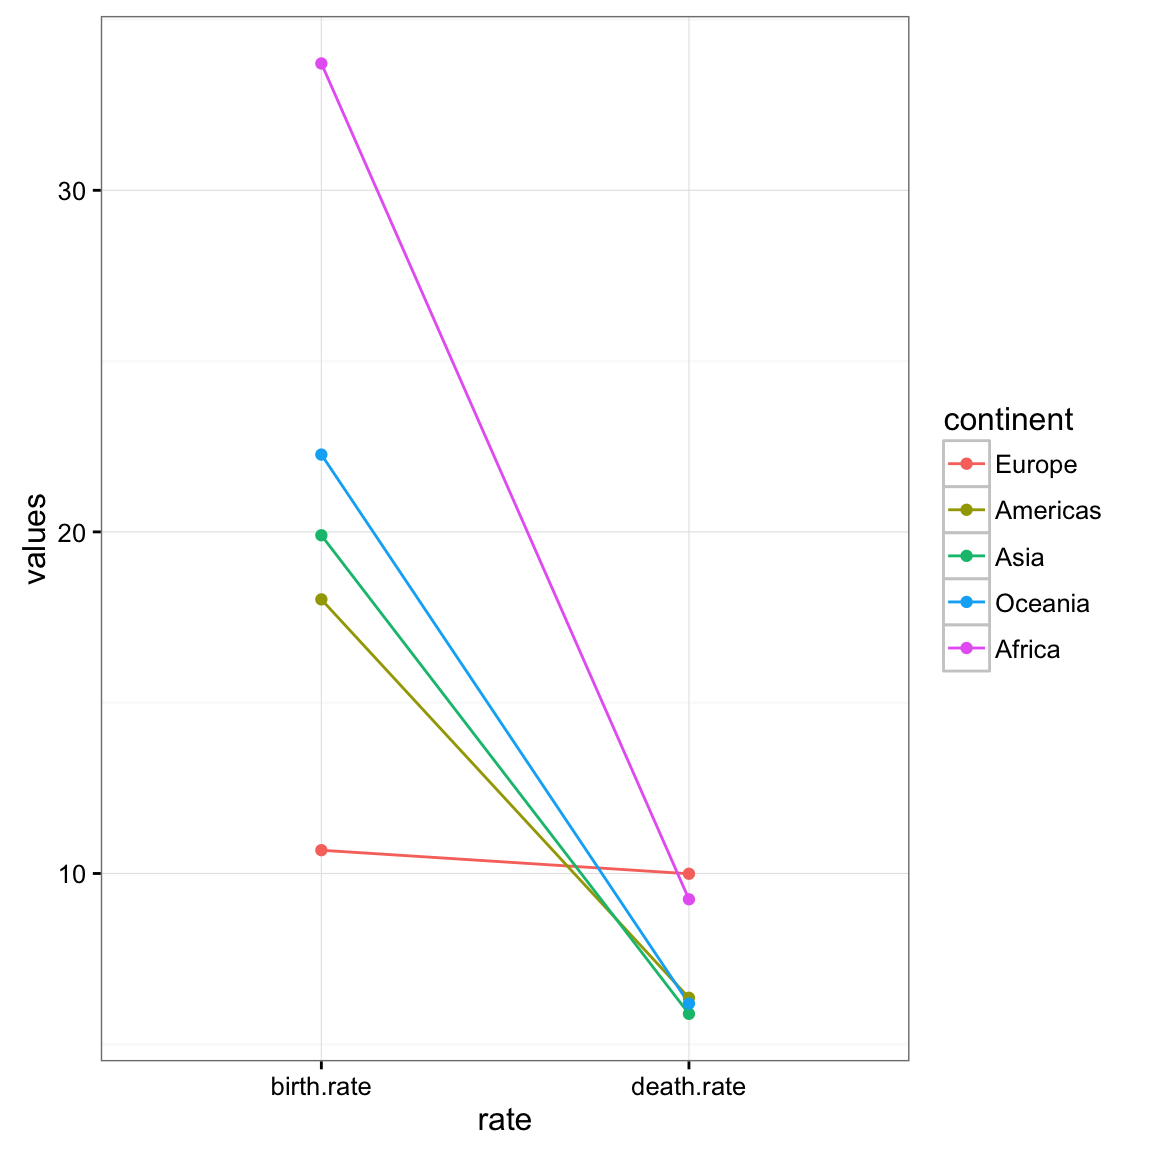 30
20
10
values
birth.rate
death.rate
rate
continent
Europe
Americas
Asia
Oceania
Africa